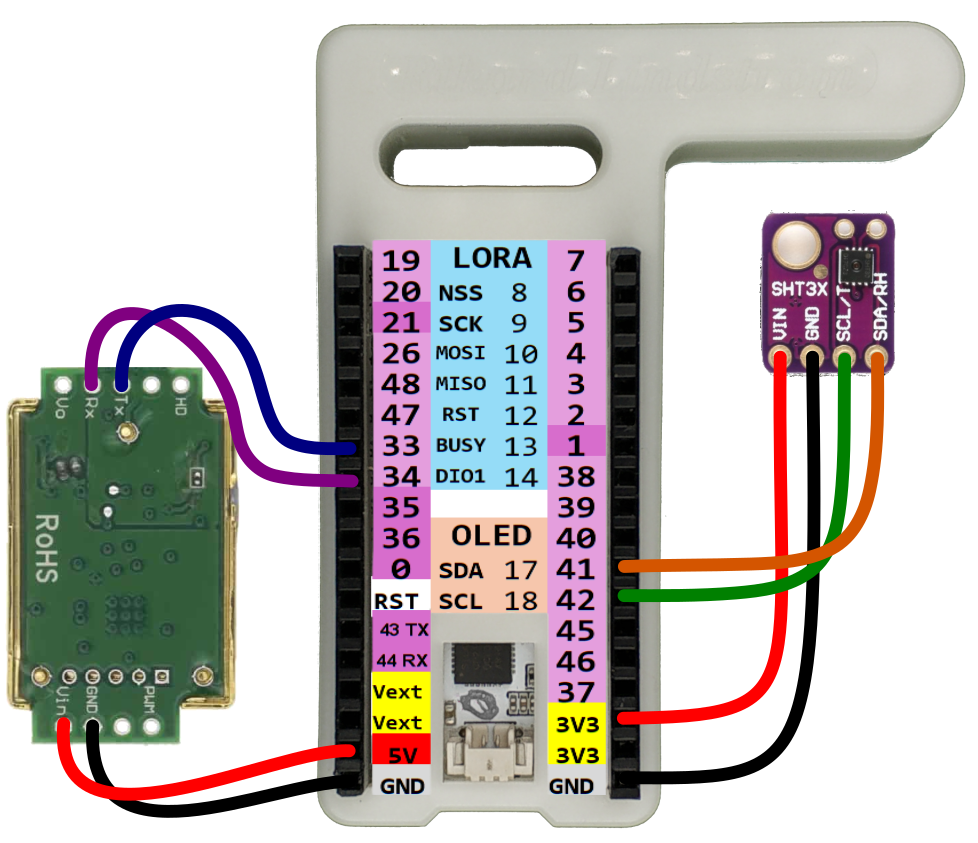 19
20
21
26
48
47
33
34
35
36
0
RST
43 TX
44 RX
Vext
Vext
5V
GND
LORA
NSS 8
SCK 9
MOSI 10
MISO 11
RST 12
BUSY 13
DIO1 14
OLED
SDA 17
SCL 18
7
6
5
4
3
2
1
38
39
40
41
42
45
46
37
3V3
3V3
GND
Vo
Rx
Tx
HD
RoHS
Vin
GND
PWM
SHT3X
VIN
GND
SCL/T
SDA/RH